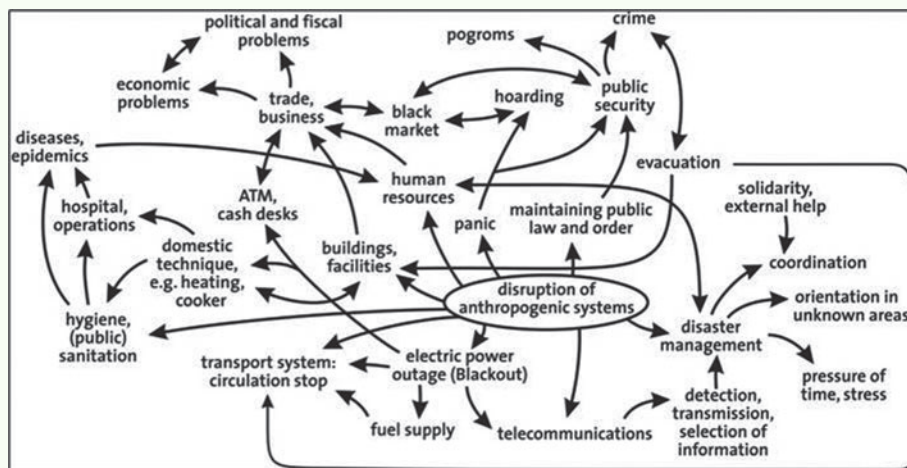 political and fiscal
problems
crime
pogroms
economic
problems
trade,
business
black
market
hoarding
public
security
diseases,
epidemics
evacuation
human
resources
solidarity,
external help
hospital,
operations
ATM,
cash desks
panic
maintaining public
law and order
domestic
technique,
e.g. heating,
cooker
buildings,
facilities
coordination
disruption of
anthropogenic systems
orientation in
unknown areas
hygiene,
(public)
sanitation
disaster
management
transport system:
circulation stop
electric power
outage (Blackout)
pressure of
time, stress
detection,
transmission,
selection of
information
fuel supply
telecommunications